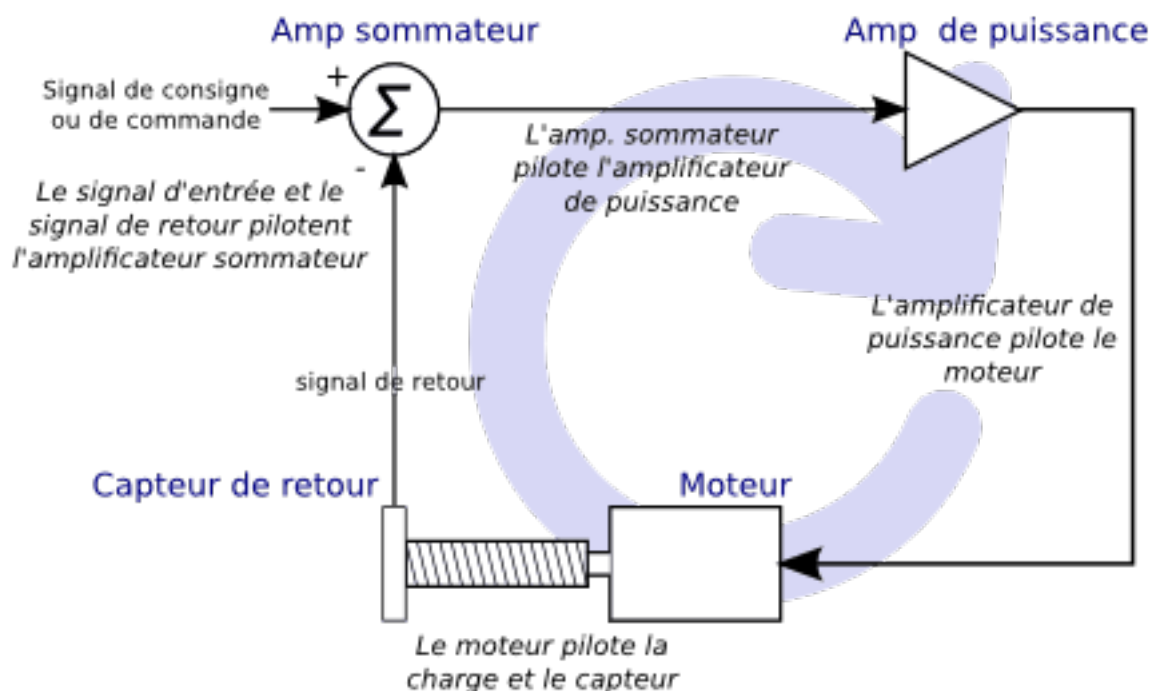 Amp sommateur
Amp de puissance
+
Signal de consigne
ou de commande
Σ
-
L'amp. sommateur
pilote l'amplificateur
de puissance
Le signal d'entrée et le
signal de retour pilotent
l'amplificateur sommateur
L'amplificateur de
puissance pilote le
moteur
signal de retour
Capteur de retour
Moteur
Le moteur pilote la
charge et le capteur